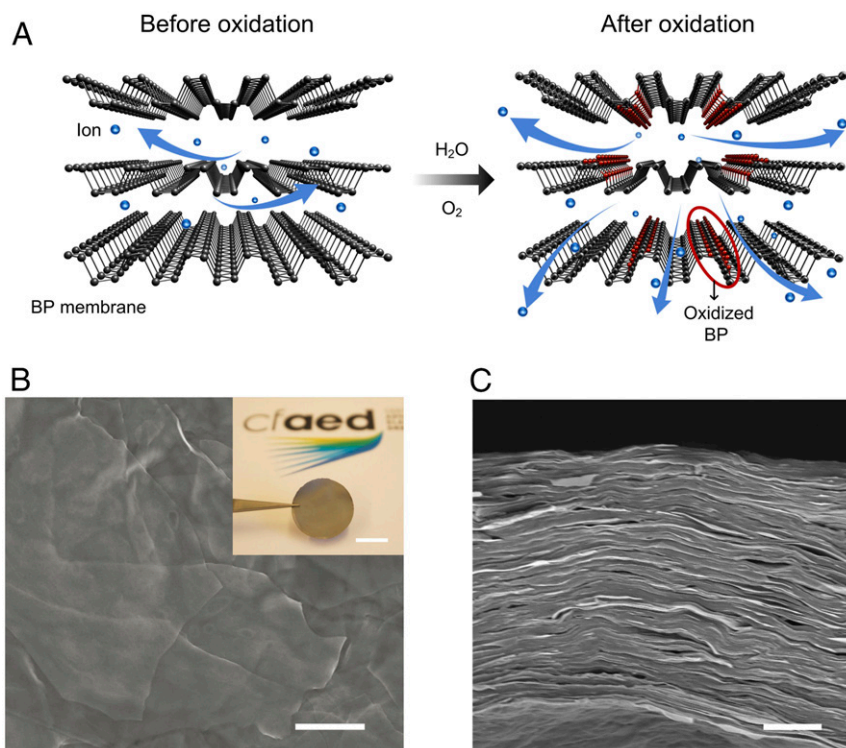 A
Before oxidation
After oxidation
Ion
H₂O
O₂
BP membrane
Oxidized
BP
B
C
cfaed